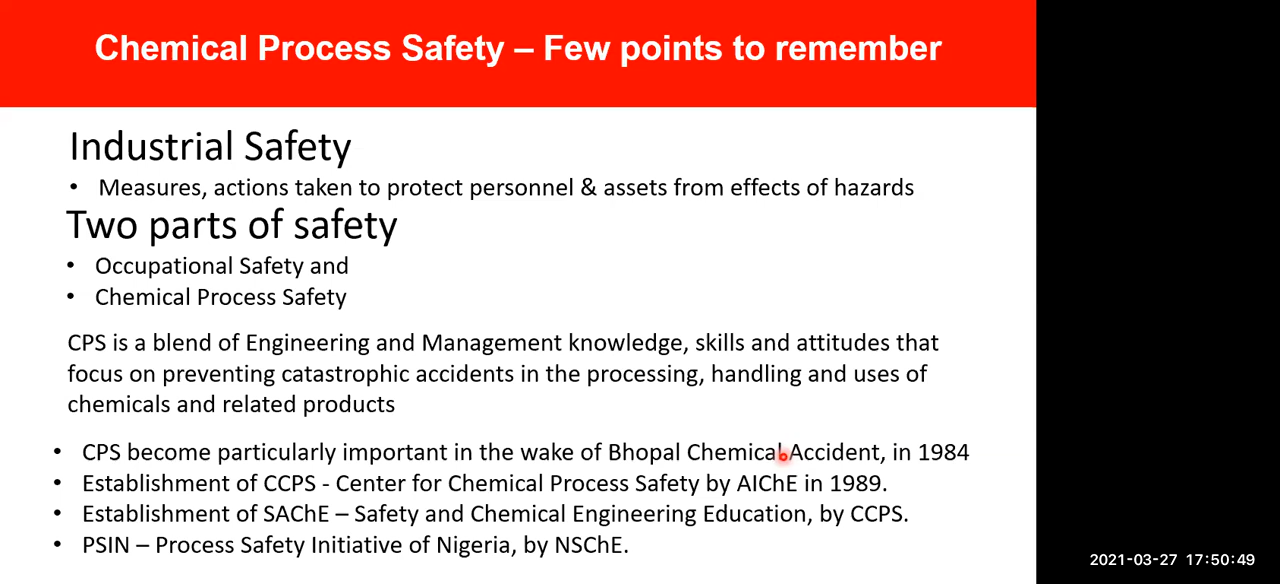 Chemical Process Safety – Few points to remember
Industrial Safety
• Measures, actions taken to protect personnel & assets from effects of hazards
Two parts of safety
• Occupational Safety and
• Chemical Process Safety
CPS is a blend of Engineering and Management knowledge, skills and attitudes that
focus on preventing catastrophic accidents in the processing, handling and uses of
chemicals and related products
• CPS become particularly important in the wake of Bhopal Chemical Accident, in 1984
• Establishment of CCPS - Center for Chemical Process Safety by AIChE in 1989.
• Establishment of SAChE – Safety and Chemical Engineering Education, by CCPS.
• PSIN – Process Safety Initiative of Nigeria, by NSChE.
2021-03-27 17:50:49